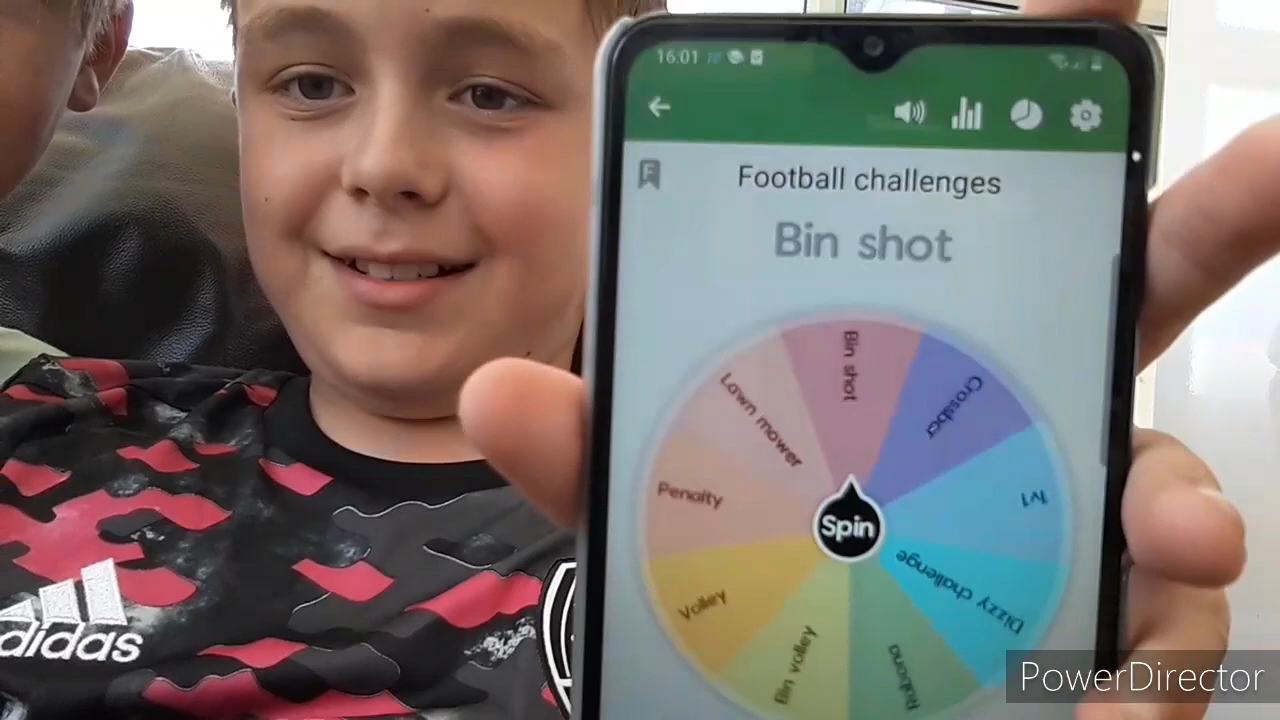 16:01
Football challenges
Bin shot
Bin shot
Crossbar
1v1
Dizzy challenge
Rabona
Bin volley
Volley
Penalty
Lawn mower
Spin
adidas
PowerDirector